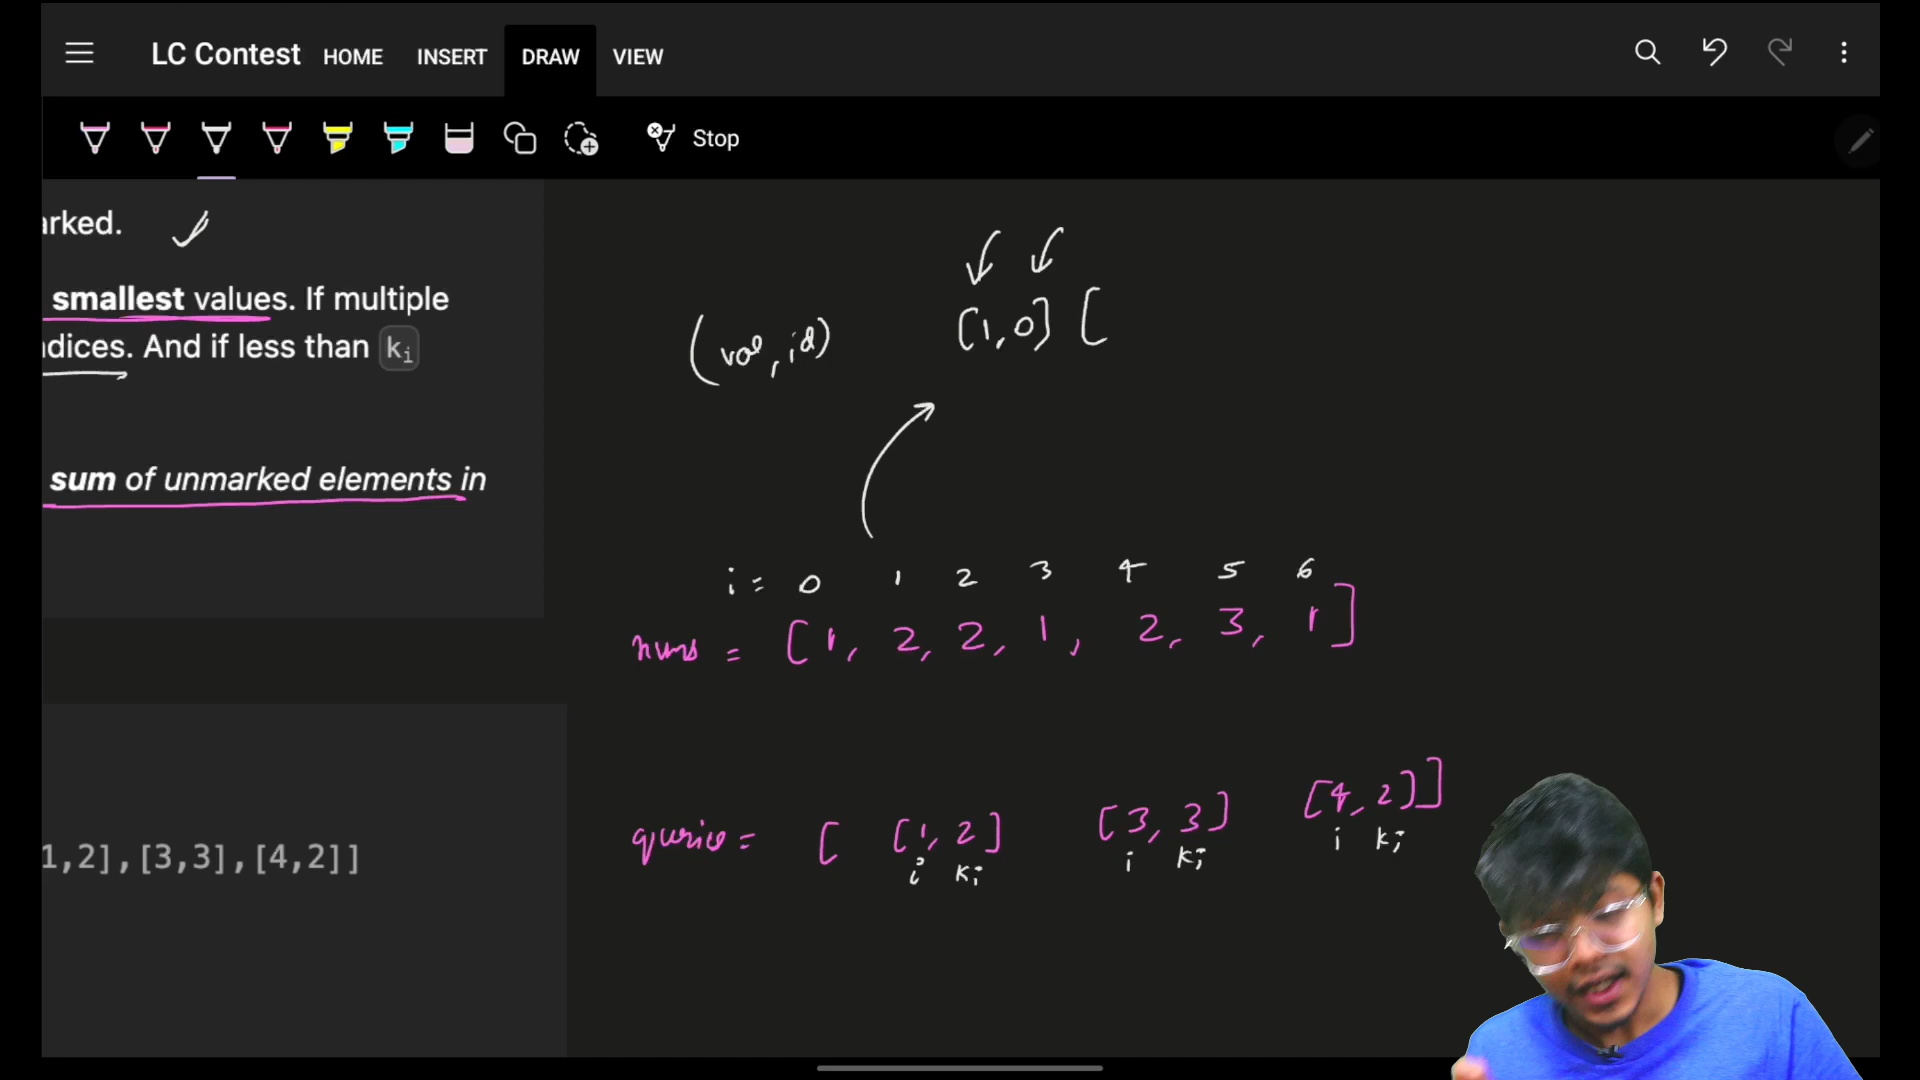 LC Contest HOME INSERT DRAW VIEW
Stop
arked.
smallest values. If multiple
dices. And if less than ki
sum of unmarked elements in
1,2],[3,3],[4,2]]
(val, id) [1,0] [
i = 0 1 2 3 4 5 6
nums = [1, 2, 2, 1, 2, 3, 1]
queries = [ [1, 2] [3, 3] [4, 2]]
i ki i ki i ki